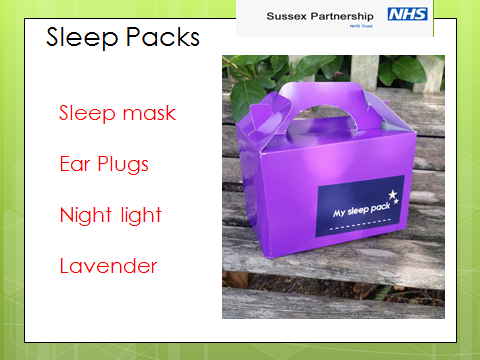 Sussex Partnership NHS
NHS Trust
Sleep Packs
Sleep mask
Ear Plugs
Night light
Lavender
My sleep pack